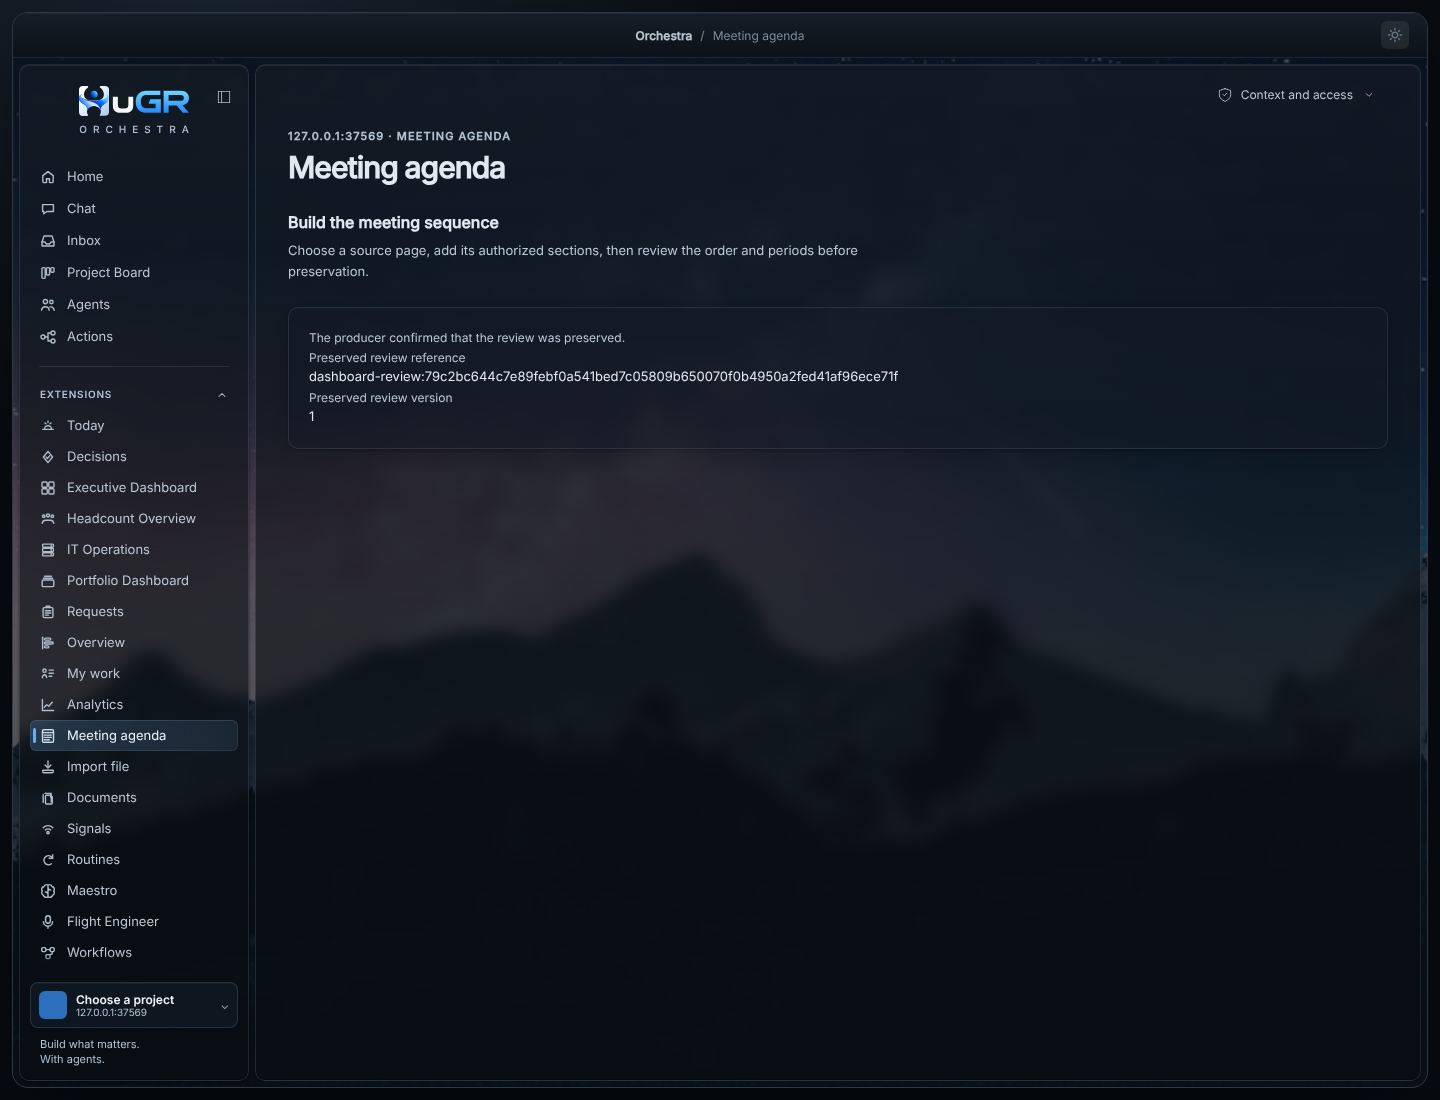 Orchestra / Meeting agenda
HuGR
ORCHESTRA
Context and access
Home
Chat
Inbox
Project Board
Agents
Actions
EXTENSIONS
Today
Decisions
Executive Dashboard
Headcount Overview
IT Operations
Portfolio Dashboard
Requests
Overview
My work
Analytics
Meeting agenda
Import file
Documents
Signals
Routines
Maestro
Flight Engineer
Workflows
Choose a project
127.0.0.1:37569
Build what matters.
With agents.
127.0.0.1:37569 · MEETING AGENDA
Meeting agenda
Build the meeting sequence
Choose a source page, add its authorized sections, then review the order and periods before
preservation.
The producer confirmed that the review was preserved.
Preserved review reference
dashboard-review:79c2bc644c7e89febf0a541bed7c05809b650070f0b4950a2fed41af96ece71f
Preserved review version
1